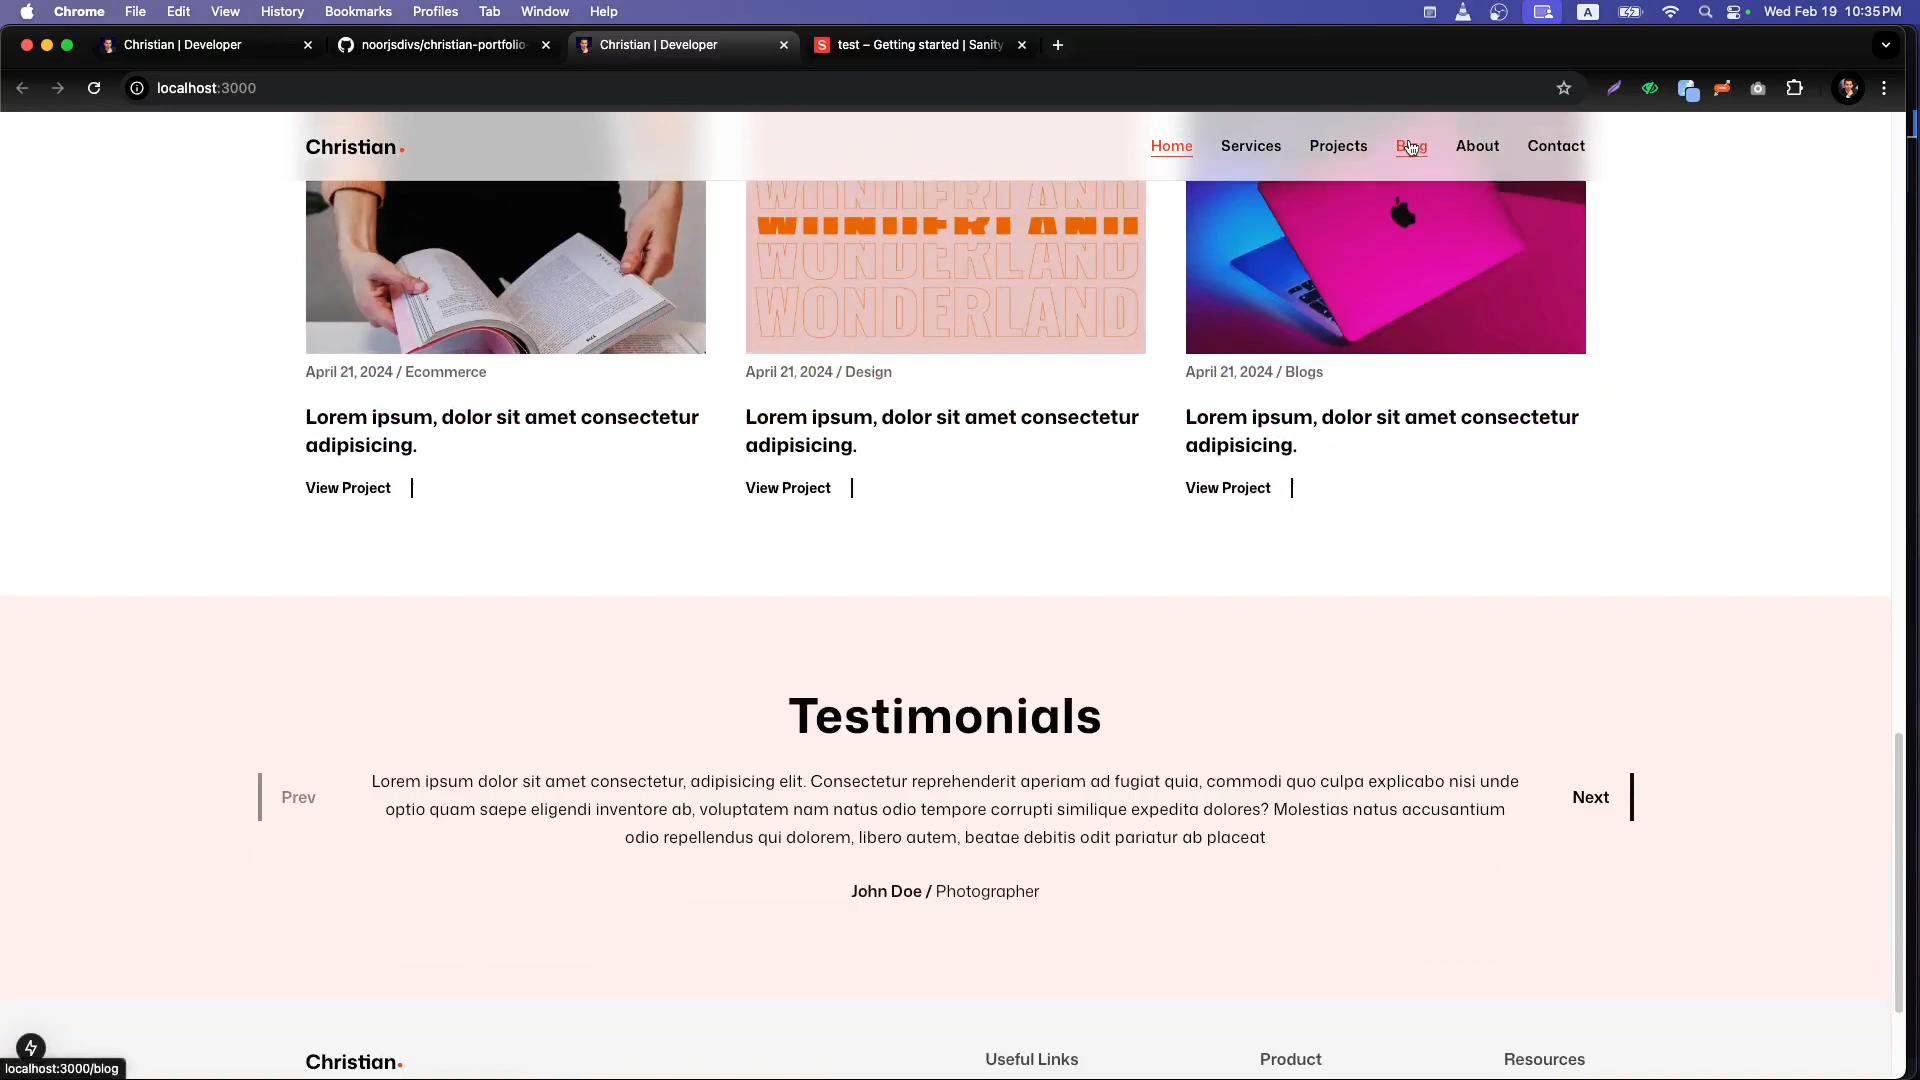 Chrome File Edit View History Bookmarks Profiles Tab Window Help
A
Wed Feb 19 10:35 PM
Christian | Developer
noorjsdivs/christian-portfolio
Christian | Developer
S test – Getting started | Sanity
localhost:3000
Christian.
Home Services Projects Blog About Contact
WONDERLAND
WONDERLAND
WONDERLAND
WONDERLAND
April 21, 2024 / Ecommerce
Lorem ipsum, dolor sit amet consectetur
adipisicing.
View Project
April 21, 2024 / Design
Lorem ipsum, dolor sit amet consectetur
adipisicing.
View Project
April 21, 2024 / Blogs
Lorem ipsum, dolor sit amet consectetur
adipisicing.
View Project
Testimonials
Prev
Lorem ipsum dolor sit amet consectetur, adipisicing elit. Consectetur reprehenderit aperiam ad fugiat quia, commodi quo culpa explicabo nisi unde
optio quam saepe eligendi inventore ab, voluptatem nam natus odio tempore corrupti similique expedita dolores? Molestias natus accusantium
odio repellendus qui dolorem, libero autem, beatae debitis odit pariatur ab placeat
Next
John Doe / Photographer
Christian.
Useful Links
Product
Resources
localhost:3000/blog